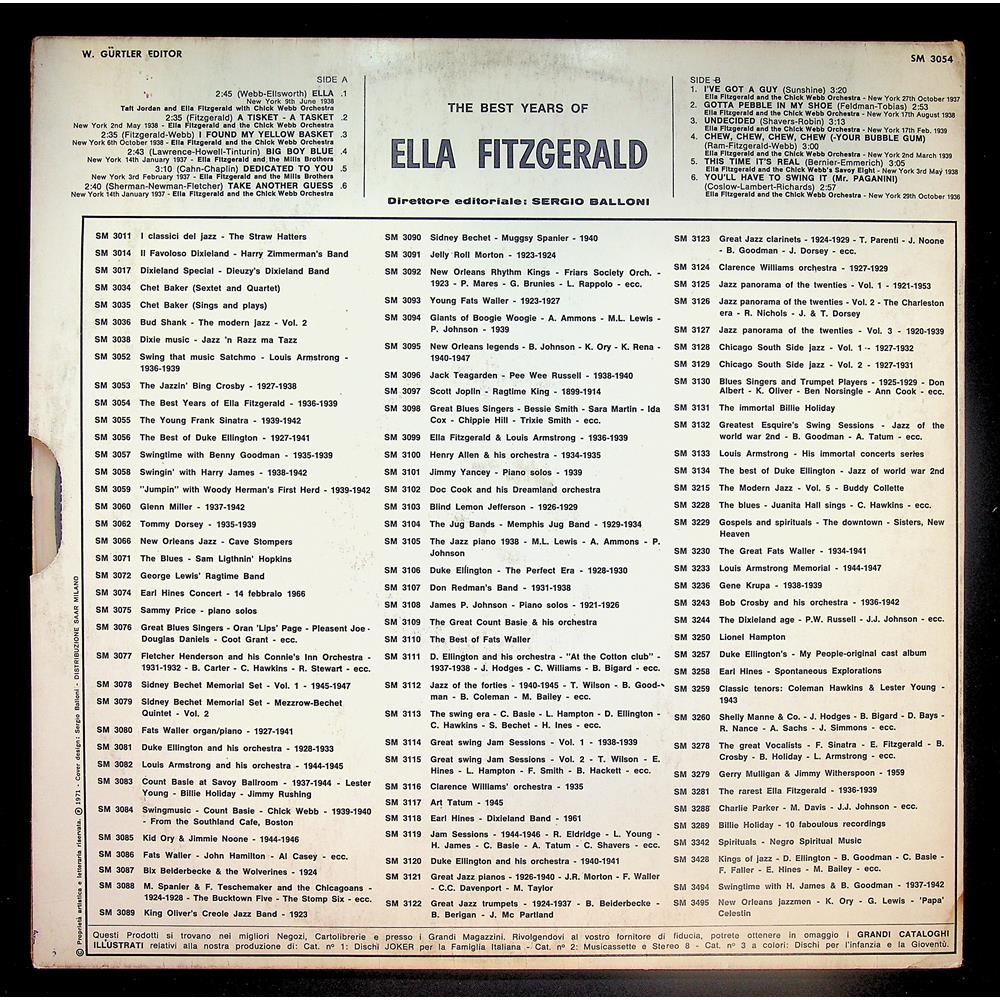 W. GÜRTLER EDITOR
SM 3054
SIDE A
2:45 (Webb-Ellsworth) ELLA .1
New York 9th June 1938
Taft Jordan and Ella Fitzgerald with Chick Webb Orchestra
2:35 (Fitzgerald) A TISKET - A TASKET .2
New York 2nd May 1938 - Ella Fitzgerald and the Chick Webb Orchestra
2:35 (Fitzgerald-Webb) I FOUND MY YELLOW BASKET .3
New York 6th October 1938 - Ella Fitzgerald and the Chick Webb Orchestra
2:43 (Lawrence-Howell-Tinturin) BIG BOY BLUE .4
New York 14th January 1937 - Ella Fitzgerald and the Mills Brothers
3:10 (Cahn-Chaplin) DEDICATED TO YOU .5
New York 3rd February 1937 - Ella Fitzgerald and the Mills Brothers
2:40 (Sherman-Newman-Fletcher) TAKE ANOTHER GUESS .6
New York 14th January 1937 - Ella Fitzgerald and the Chick Webb Orchestra
THE BEST YEARS OF
ELLA FITZGERALD
Direttore editoriale: SERGIO BALLONI
SIDE B
1. I'VE GOT A GUY (Sunshine) 3:20
Ella Fitzgerald and the Chick Webb Orchestra - New York 27th October 1937
2. GOTTA PEBBLE IN MY SHOE (Feldman-Tobias) 2:53
Ella Fitzgerald and the Chick Webb Orchestra - New York 17th August 1938
3. UNDECIDED (Shavers-Robin) 3:13
Ella Fitzgerald and the Chick Webb Orchestra - New York 17th Feb. 1939
4. CHEW, CHEW, CHEW, CHEW (-YOUR BUBBLE GUM)
(Ram-Fitzgerald-Webb) 3:00
Ella Fitzgerald and the Chick Webb Orchestra - New York 2nd March 1939
5. THIS TIME IT'S REAL (Bernier-Emmerich) 3:05
Ella Fitzgerald and the Chick Webb's Savoy Eight - New York 3rd May 1938
6. YOU'LL HAVE TO SWING IT (Mr. PAGANINI)
(Coslow-Lambert-Richards) 2:57
Ella Fitzgerald and the Chick Webb Orchestra - New York 29th October 1936
SM 3011 I classici del jazz - The Straw Hatters
SM 3014 Il Favoloso Dixieland - Harry Zimmerman's Band
SM 3017 Dixieland Special - Dieuzy's Dixieland Band
SM 3034 Chet Baker (Sextet and Quartet)
SM 3035 Chet Baker (Sings and plays)
SM 3036 Bud Shank - The modern jazz - Vol. 2
SM 3038 Dixie music - Jazz 'n Razz ma Tazz
SM 3052 Swing that music Satchmo - Louis Armstrong -
1936-1939
SM 3053 The Jazzin' Bing Crosby - 1927-1938
SM 3054 The Best Years of Ella Fitzgerald - 1936-1939
SM 3055 The Young Frank Sinatra - 1939-1942
SM 3056 The Best of Duke Ellington - 1927-1941
SM 3057 Swingtime with Benny Goodman - 1935-1939
SM 3058 Swingin' with Harry James - 1938-1942
SM 3059 "Jumpin" with Woody Herman's First Herd - 1939-1942
SM 3060 Glenn Miller - 1937-1942
SM 3062 Tommy Dorsey - 1935-1939
SM 3066 New Orleans Jazz - Cave Stompers
SM 3071 The Blues - Sam Ligthnin' Hopkins
SM 3072 George Lewis' Ragtime Band
SM 3074 Earl Hines Concert - 14 febbraio 1966
SM 3075 Sammy Price - piano solos
SM 3076 Great Blues Singers - Oran 'Lips' Page - Pleasent Joe -
Douglas Daniels - Coot Grant - ecc.
SM 3077 Fletcher Henderson and his Connie's Inn Orchestra -
1931-1932 - B. Carter - C. Hawkins - R. Stewart - ecc.
SM 3078 Sidney Bechet Memorial Set - Vol. 1 - 1945-1947
SM 3079 Sidney Bechet Memorial Set - Mezzrow-Bechet
Quintet - Vol. 2
SM 3080 Fats Waller organ/piano - 1927-1941
SM 3081 Duke Ellington and his orchestra - 1928-1933
SM 3082 Louis Armstrong and his orchestra - 1944-1945
SM 3083 Count Basie at Savoy Ballroom - 1937-1944 - Lester
Young - Billie Holiday - Jimmy Rushing
SM 3084 Swingmusic - Count Basie - Chick Webb - 1939-1940
- From the Southland Cafe, Boston
SM 3085 Kid Ory & Jimmie Noone - 1944-1946
SM 3086 Fats Waller - John Hamilton - Al Casey - ecc.
SM 3087 Bix Beiderbecke & the Wolverines - 1924
SM 3088 M. Spanier & F. Teschemaker and the Chicagoans -
1924-1928 - The Bucktown Five - The Stomp Six - ecc.
SM 3089 King Oliver's Creole Jazz Band - 1923
SM 3090 Sidney Bechet - Muggsy Spanier - 1940
SM 3091 Jelly Roll Morton - 1923-1924
SM 3092 New Orleans Rhythm Kings - Friars Society Orch. -
1923 - P. Mares - G. Brunies - L. Rappolo - ecc.
SM 3093 Young Fats Waller - 1923-1927
SM 3094 Giants of Boogie Woogie - A. Ammons - M.L. Lewis -
P. Johnson - 1939
SM 3095 New Orleans legends - B. Johnson - K. Ory - K. Rena -
1940-1947
SM 3096 Jack Teagarden - Pee Wee Russell - 1938-1940
SM 3097 Scott Joplin - Ragtime King - 1899-1914
SM 3098 Great Blues Singers - Bessie Smith - Sara Martin - Ida
Cox - Chippie Hill - Trixie Smith - ecc.
SM 3099 Ella Fitzgerald & Louis Armstrong - 1936-1939
SM 3100 Henry Allen & his orchestra - 1934-1935
SM 3101 Jimmy Yancey - Piano solos - 1939
SM 3102 Doc Cook and his Dreamland orchestra
SM 3103 Blind Lemon Jefferson - 1926-1929
SM 3104 The Jug Bands - Memphis Jug Band - 1929-1934
SM 3105 The Jazz piano 1938 - M.L. Lewis - A. Ammons - P.
Johnson
SM 3106 Duke Ellington - The Perfect Era - 1928-1930
SM 3107 Don Redman's Band - 1931-1938
SM 3108 James P. Johnson - Piano solos - 1921-1926
SM 3109 The Great Count Basie & his orchestra
SM 3110 The Best of Fats Waller
SM 3111 D. Ellington and his orchestra - "At the Cotton club" -
1937-1938 - J. Hodges - C. Williams - B. Bigard - ecc.
SM 3112 Jazz of the forties - 1940-1945 - T. Wilson - B. Good-
man - B. Coleman - M. Bailey - ecc.
SM 3113 The swing era - C. Basie - L. Hampton - D. Ellington -
C. Hawkins - S. Bechet - H. Ines - ecc.
SM 3114 Great swing Jam Sessions - Vol. 1 - 1938-1939
SM 3115 Great swing Jam Sessions - Vol. 2 - T. Wilson - E.
Hines - L. Hampton - F. Smith - B. Hackett - ecc.
SM 3116 Clarence Williams' orchestra - 1935
SM 3117 Art Tatum - 1945
SM 3118 Earl Hines - Dixieland Band - 1961
SM 3119 Jam Sessions - 1944-1946 - R. Eldridge - L. Young -
H. James - C. Basie - A. Tatum - C. Shavers - ecc.
SM 3120 Duke Ellington and his orchestra - 1940-1941
SM 3121 Great Jazz pianos - 1926-1940 - J.R. Morton - F. Waller
- C.C. Davenport - M. Taylor
SM 3122 Great Jazz trumpets - 1924-1937 - B. Beiderbecke -
B. Berigan - J. Mc Partland
SM 3123 Great Jazz clarinets - 1924-1929 - T. Parenti - J. Noone
- B. Goodman - J. Dorsey - ecc.
SM 3124 Clarence Williams orchestra - 1927-1929
SM 3125 Jazz panorama of the twenties - Vol. 1 - 1921-1953
SM 3126 Jazz panorama of the twenties - Vol. 2 - The Charleston
era - R. Nichols - J. & T. Dorsey
SM 3127 Jazz panorama of the twenties - Vol. 3 - 1920-1939
SM 3128 Chicago South Side jazz - Vol. 1 - 1927-1932
SM 3129 Chicago South Side jazz - Vol. 2 - 1927-1931
SM 3130 Blues Singers and Trumpet Players - 1925-1929 - Don
Albert - K. Oliver - Ben Norsingle - Ann Cook - ecc.
SM 3131 The immortal Billie Holiday
SM 3132 Greatest Esquire's Swing Sessions - Jazz of the
world war 2nd - B. Goodman - A. Tatum - ecc.
SM 3133 Louis Armstrong - His immortal concerts series
SM 3134 The best of Duke Ellington - Jazz of world war 2nd
SM 3215 The Modern Jazz - Vol. 5 - Buddy Collette
SM 3228 The blues - Juanita Hall sings - C. Hawkins - ecc.
SM 3229 Gospels and spirituals - The downtown - Sisters, New
Heaven
SM 3230 The Great Fats Waller - 1934-1941
SM 3233 Louis Armstrong Memorial - 1944-1947
SM 3236 Gene Krupa - 1938-1939
SM 3243 Bob Crosby and his orchestra - 1936-1942
SM 3244 The Dixieland age - P.W. Russell - J.J. Johnson - ecc.
SM 3250 Lionel Hampton
SM 3257 Duke Ellington's - My People-original cast album
SM 3258 Earl Hines - Spontaneous Explorations
SM 3259 Classic tenors: Coleman Hawkins & Lester Young -
1943
SM 3260 Shelly Manne & Co. - J. Hodges - B. Bigard - D. Bays -
R. Nance - A. Sachs - J. Simmons - ecc.
SM 3278 The great Vocalists - F. Sinatra - E. Fitzgerald - B.
Crosby - B. Holiday - L. Armstrong - ecc.
SM 3279 Gerry Mulligan & Jimmy Witherspoon - 1959
SM 3281 The rarest Ella Fitzgerald - 1936-1939
SM 3288 Charlie Parker - M. Davis - J.J. Johnson - ecc.
SM 3289 Billie Holiday - 10 faboulous recordings
SM 3342 Spirituals - Negro Spiritual Music
SM 3428 Kings of jazz - D. Ellington - B. Goodman - C. Basie -
F. Faller - E. Hines - M. Bailey - ecc.
SM 3494 Swingtime with H. James & B. Goodman - 1937-1942
SM 3495 New Orleans jazzmen - K. Ory - G. Lewis - 'Papa'
Celestin
Questi Prodotti si trovano nei migliori Negozi, Cartolibrerie e presso i Grandi Magazzini. Rivolgendovi al vostro fornitore di fiducia, potrete ottenere in omaggio i GRANDI CATALOGHI
ILLUSTRATI relativi alla nostra produzione di: Cat. n° 1: Dischi JOKER per la Famiglia Italiana - Cat. n° 2: Musicassette e Stereo 8 - Cat. n° 3 a colori: Dischi per l'infanzia e la Gioventù.
© Proprietà artistica e letteraria riservata. ℗ 1971 - Cover design: Sergio Balloni - DISTRIBUZIONE SAAR MILANO